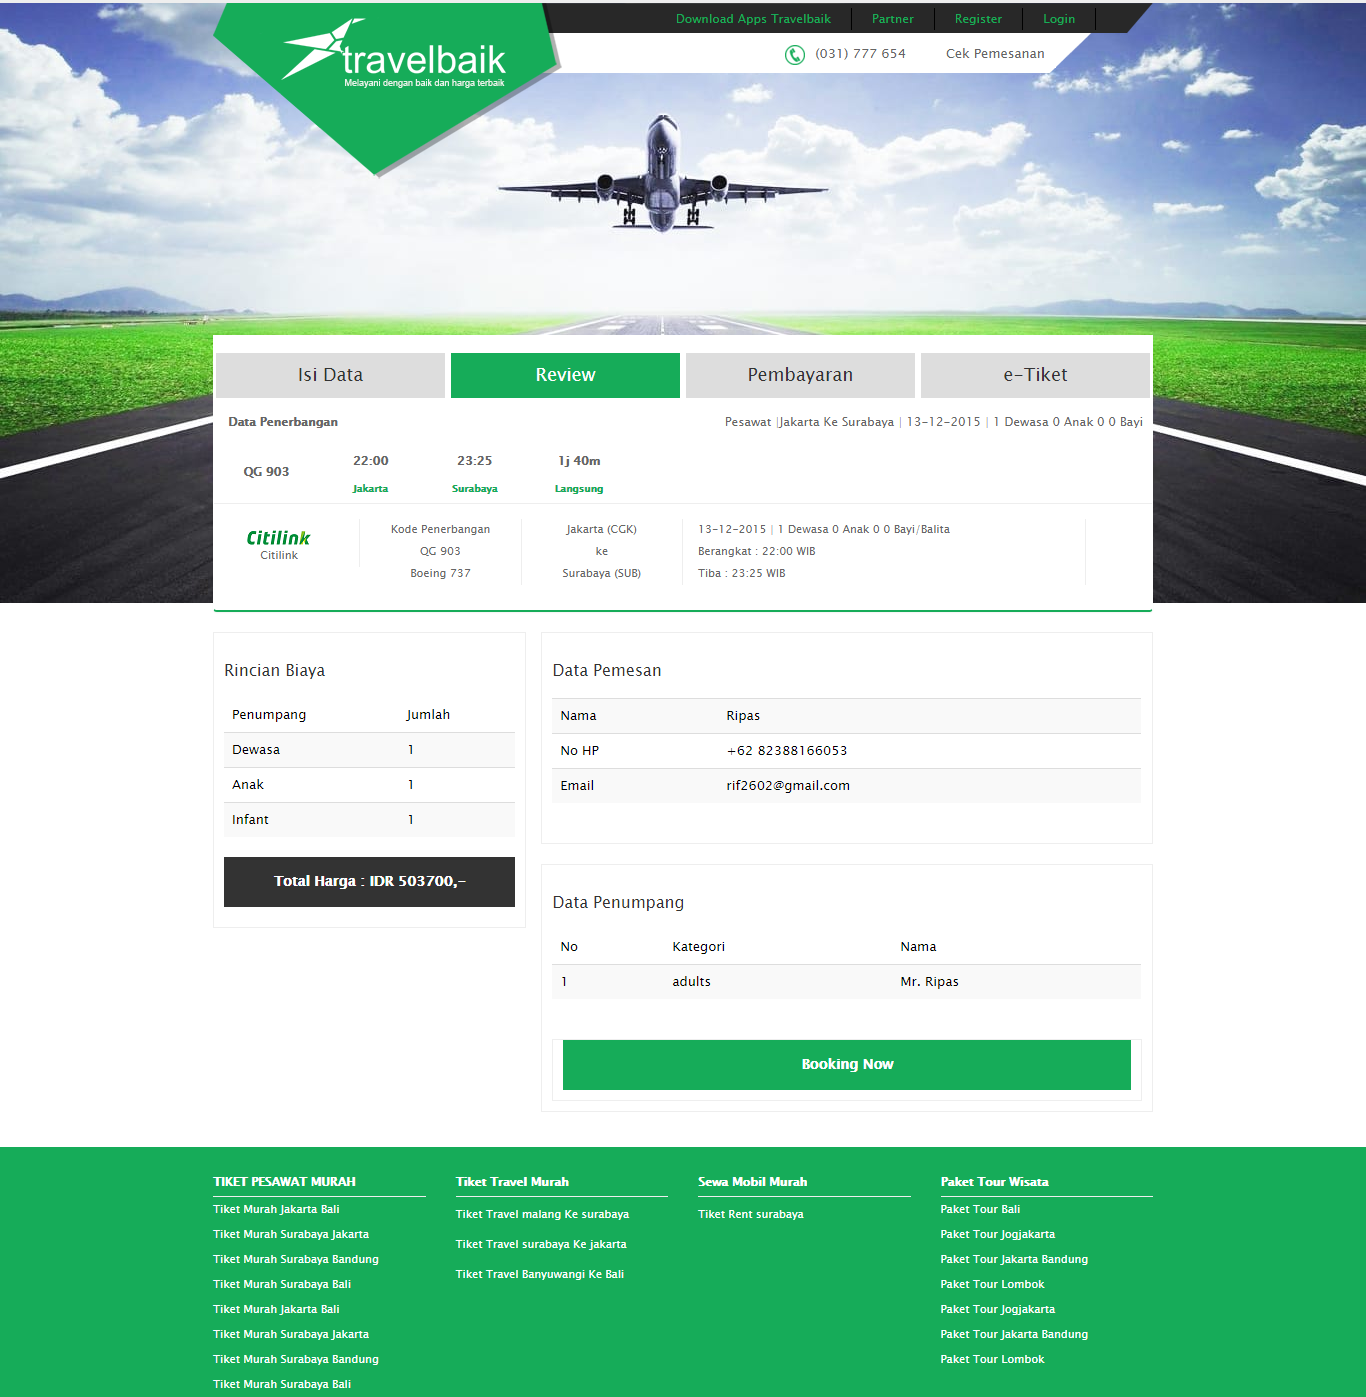 Download Apps Travelbaik
Partner
Register
Login
travelbaik
Melayani dengan baik dan harga terbaik
(031) 777 654
Cek Pemesanan
Isi Data
Review
Pembayaran
e-Tiket
Data Penerbangan
Pesawat |Jakarta Ke Surabaya | 13-12-2015 | 1 Dewasa 0 Anak 0 0 Bayi
QG 903
22:00
Jakarta
23:25
Surabaya
1j 40m
Langsung
Citilink
Citilink
Kode Penerbangan
QG 903
Boeing 737
Jakarta (CGK)
ke
Surabaya (SUB)
13-12-2015 | 1 Dewasa 0 Anak 0 0 Bayi/Balita
Berangkat : 22:00 WIB
Tiba : 23:25 WIB
Rincian Biaya
Penumpang Jumlah
Dewasa 1
Anak 1
Infant 1
Total Harga : IDR 503700,-
Data Pemesan
Nama Ripas
No HP +62 82388166053
Email rif2602@gmail.com
Data Penumpang
No Kategori Nama
1 adults Mr. Ripas
Booking Now
TIKET PESAWAT MURAH
Tiket Murah Jakarta Bali
Tiket Murah Surabaya Jakarta
Tiket Murah Surabaya Bandung
Tiket Murah Surabaya Bali
Tiket Murah Jakarta Bali
Tiket Murah Surabaya Jakarta
Tiket Murah Surabaya Bandung
Tiket Murah Surabaya Bali
Tiket Travel Murah
Tiket Travel malang Ke surabaya
Tiket Travel surabaya Ke jakarta
Tiket Travel Banyuwangi Ke Bali
Sewa Mobil Murah
Tiket Rent surabaya
Paket Tour Wisata
Paket Tour Bali
Paket Tour Jogjakarta
Paket Tour Jakarta Bandung
Paket Tour Lombok
Paket Tour Jogjakarta
Paket Tour Jakarta Bandung
Paket Tour Lombok